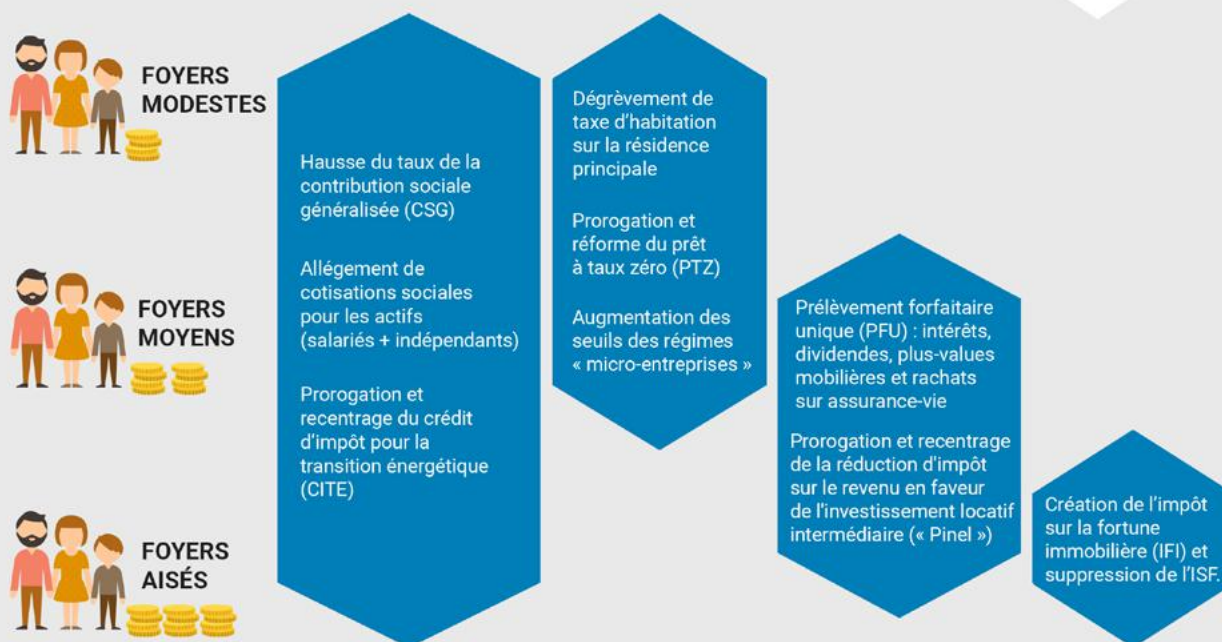 FOYERS
MODESTES
FOYERS
MOYENS
FOYERS
AISÉS
Hausse du taux de la
contribution sociale
généralisée (CSG)
Allégement de
cotisations sociales
pour les actifs
(salariés + indépendants)
Prorogation et
recentrage du crédit
d'impôt pour la
transition énergétique
(CITE)
Dégrèvement de
taxe d'habitation
sur la résidence
principale
Prorogation et
réforme du prêt
à taux zéro (PTZ)
Augmentation des
seuils des régimes
« micro-entreprises »
Prélèvement forfaitaire
unique (PFU) : intérêts,
dividendes, plus-values
mobilières et rachats
sur assurance-vie
Prorogation et recentrage
de la réduction d'impôt
sur le revenu en faveur
de l'investissement locatif
intermédiaire (« Pinel »)
Création de l'impôt
sur la fortune
immobilière (IFI) et
suppression de l'ISF.